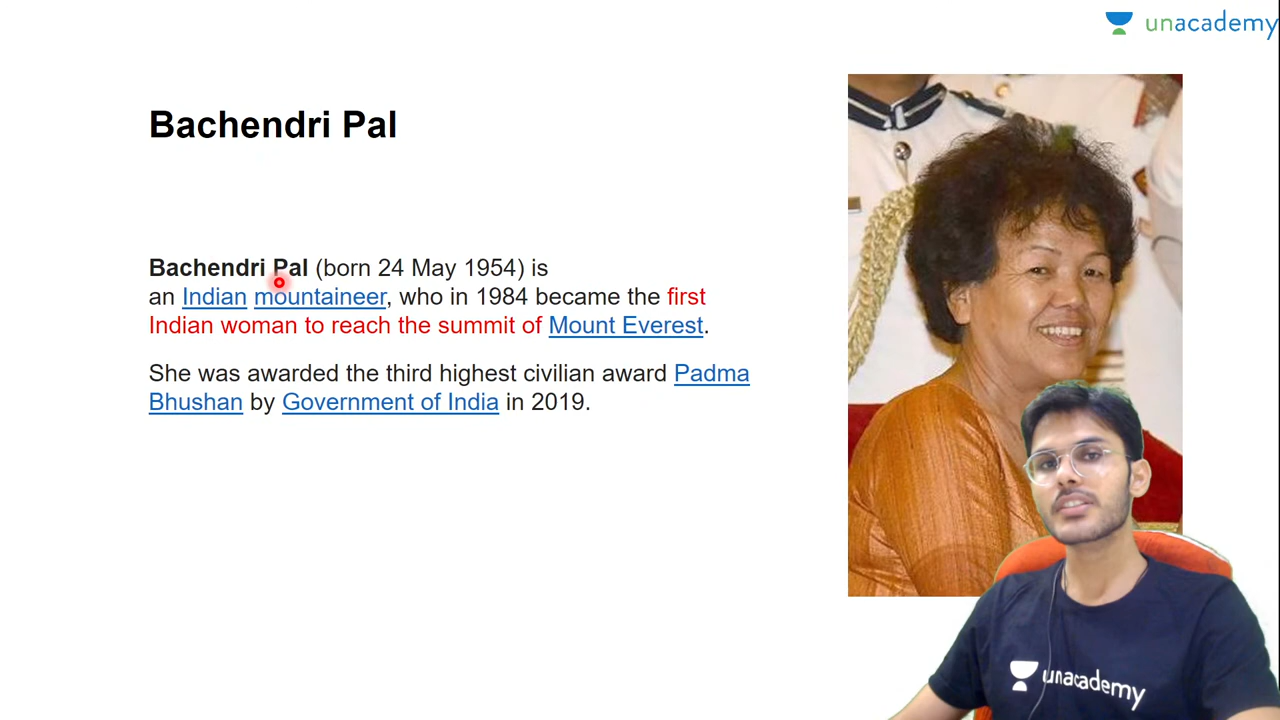 unacademy
Bachendri Pal
Bachendri Pal (born 24 May 1954) is
an Indian mountaineer, who in 1984 became the first
Indian woman to reach the summit of Mount Everest.
She was awarded the third highest civilian award Padma
Bhushan by Government of India in 2019.
unacademy